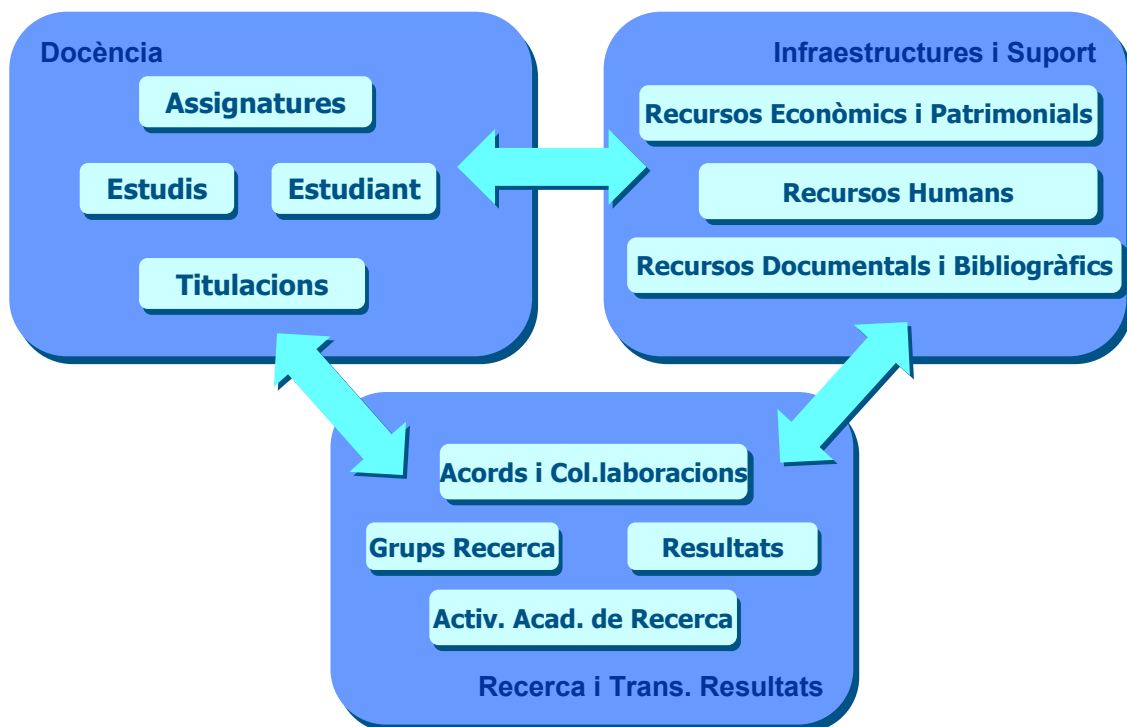 Docència
Assignatures
Estudis
Estudiant
Titulacions
Infraestructures i Suport
Recursos Econòmics i Patrimonials
Recursos Humans
Recursos Documentals i Bibliogràfics
Acords i Col.laboracions
Grups Recerca
Resultats
Activ. Acad. de Recerca
Recerca i Trans. Resultats